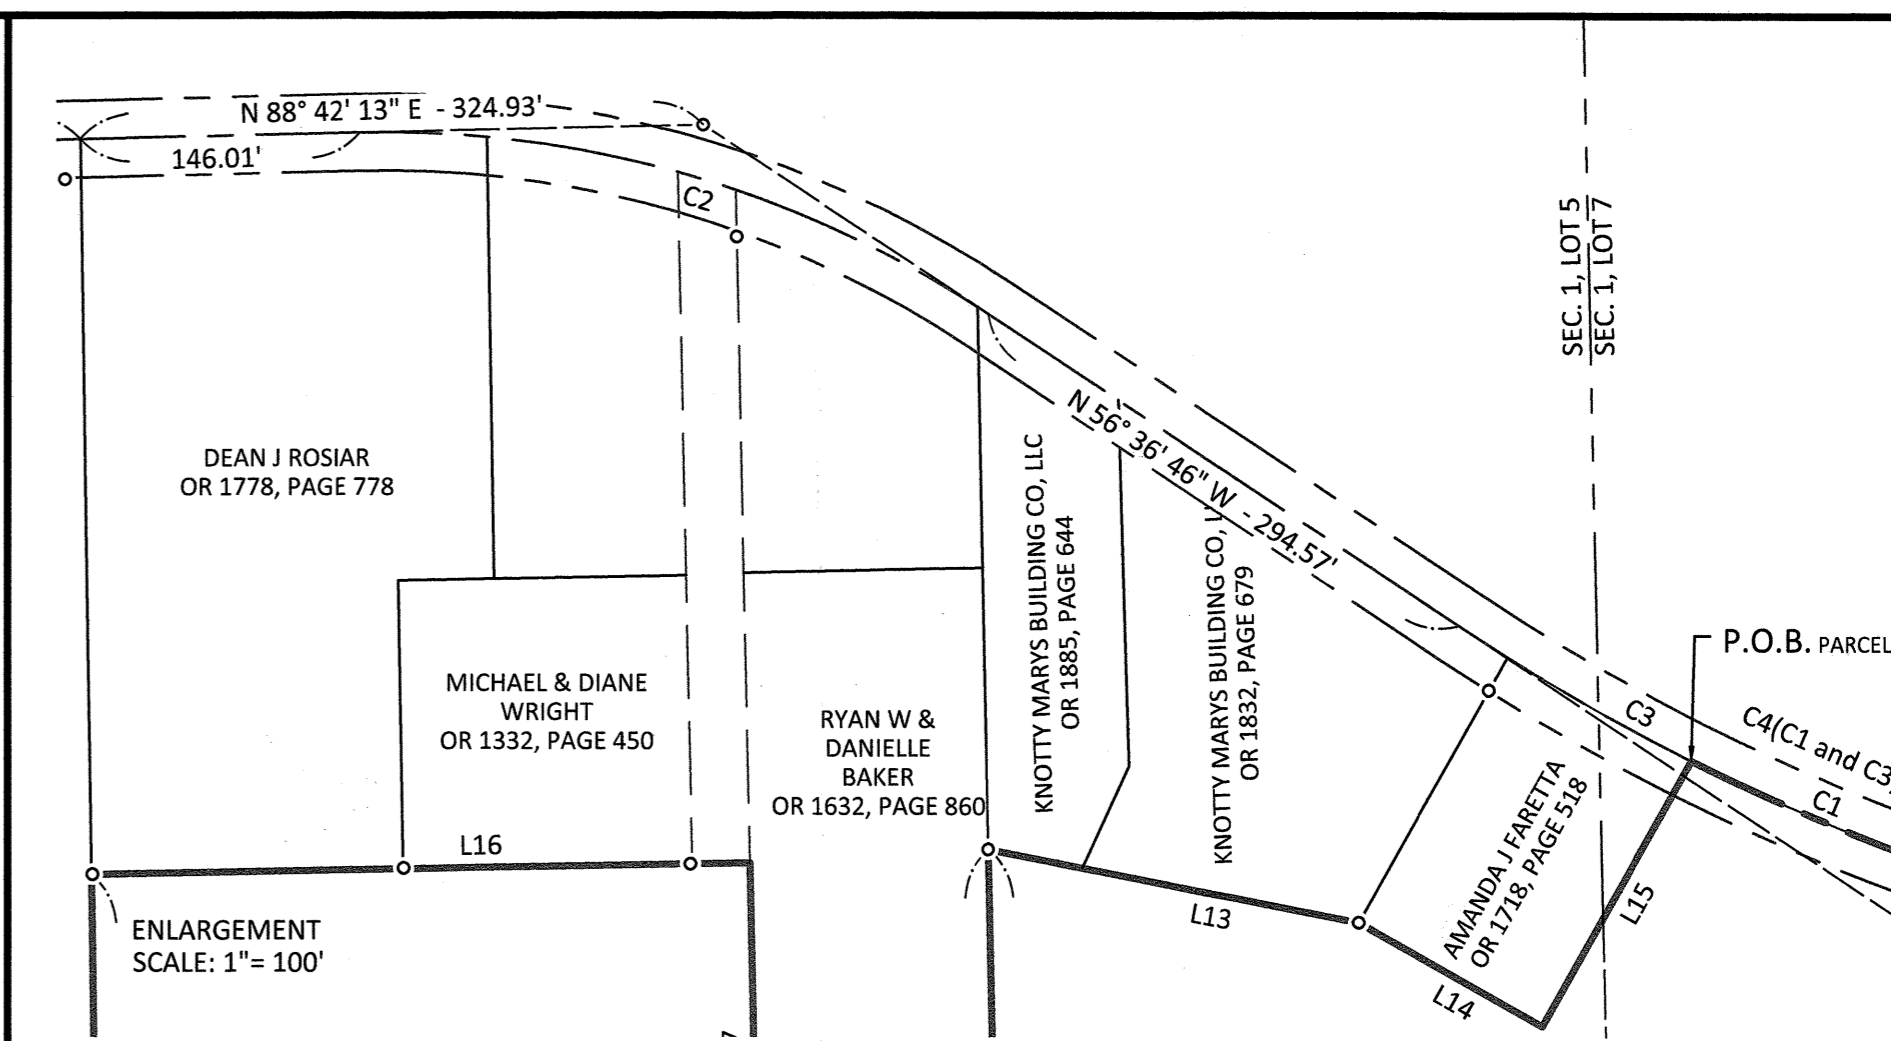 N 88° 42' 13" E - 324.93'
146.01'
C2
SEC. 1, LOT 5
SEC. 1, LOT 7
N 56° 36' 46" W - 294.57'
DEAN J ROSIAR
OR 1778, PAGE 778
MICHAEL & DIANE
WRIGHT
OR 1332, PAGE 450
RYAN W &
DANIELLE
BAKER
OR 1632, PAGE 860
KNOTTY MARYS BUILDING CO, LLC
OR 1885, PAGE 644
KNOTTY MARYS BUILDING CO,
OR 1832, PAGE 679
P.O.B. PARCEL
C3
C4(C1 and C3
C1
AMANDA J FARETTA
OR 1718, PAGE 518
L16
L13
L14
L15
ENLARGEMENT
SCALE: 1"= 100'